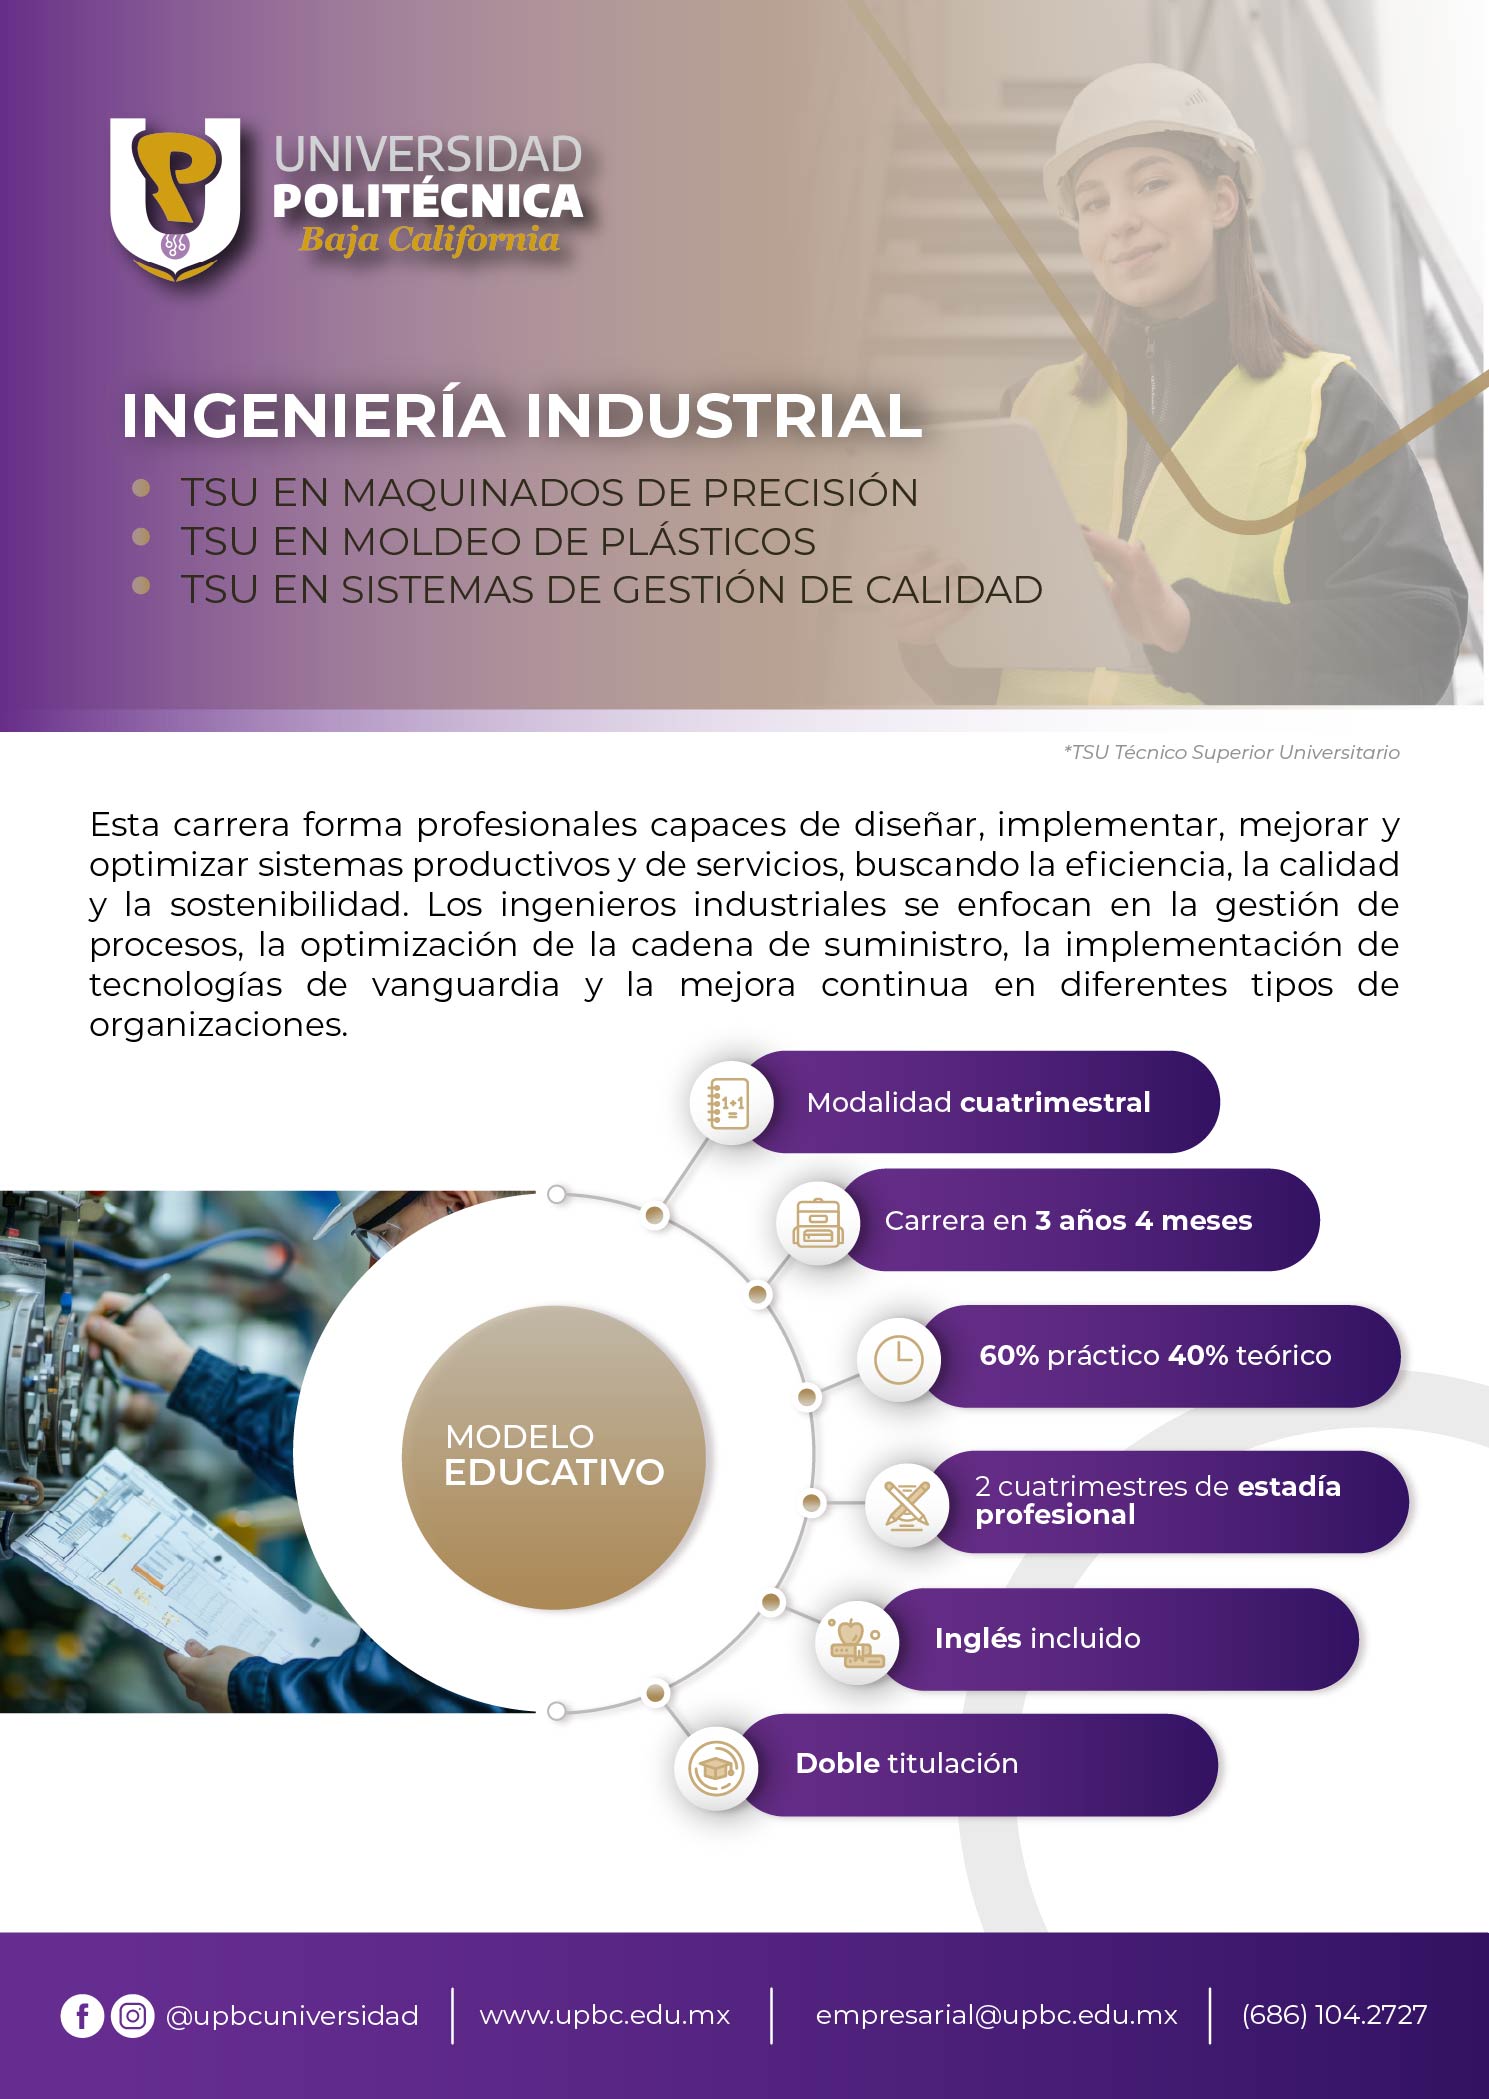 UNIVERSIDAD
POLITÉCNICA
Baja California
INGENIERÍA INDUSTRIAL
TSU EN MAQUINADOS DE PRECISIÓN
TSU EN MOLDEO DE PLÁSTICOS
TSU EN SISTEMAS DE GESTIÓN DE CALIDAD
*TSU Técnico Superior Universitario
Esta carrera forma profesionales capaces de diseñar, implementar, mejorar y
optimizar sistemas productivos y de servicios, buscando la eficiencia, la calidad
y la sostenibilidad. Los ingenieros industriales se enfocan en la gestión de
procesos, la optimización de la cadena de suministro, la implementación de
tecnologías de vanguardia y la mejora continua en diferentes tipos de
organizaciones.
1+1
=
Modalidad cuatrimestral
Carrera en 3 años 4 meses
60% práctico 40% teórico
MODELO
EDUCATIVO
2 cuatrimestres de estadía
profesional
Inglés incluido
Doble titulación
@upbcuniversidad
www.upbc.edu.mx
empresarial@upbc.edu.mx
(686) 104.2727